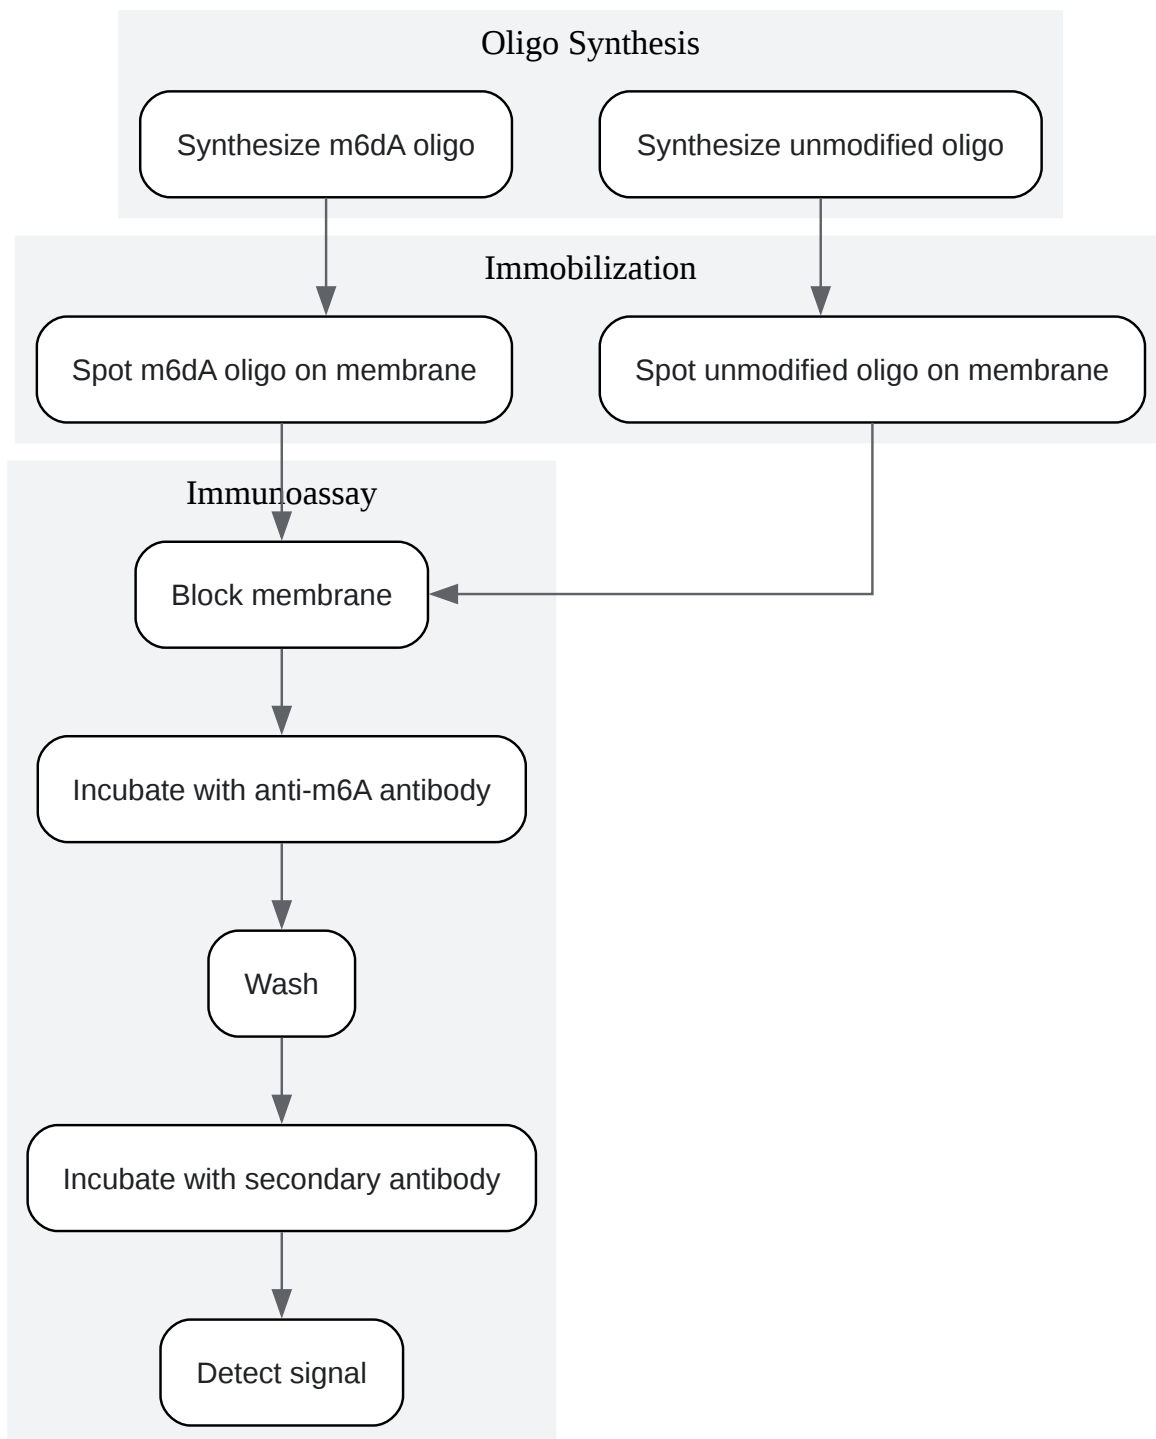 Oligo Synthesis
Synthesize m6dA oligo
Synthesize unmodified oligo
Immobilization
Spot m6dA oligo on membrane
Spot unmodified oligo on membrane
Immunoassay
Block membrane
Incubate with anti-m6A antibody
Wash
Incubate with secondary antibody
Detect signal